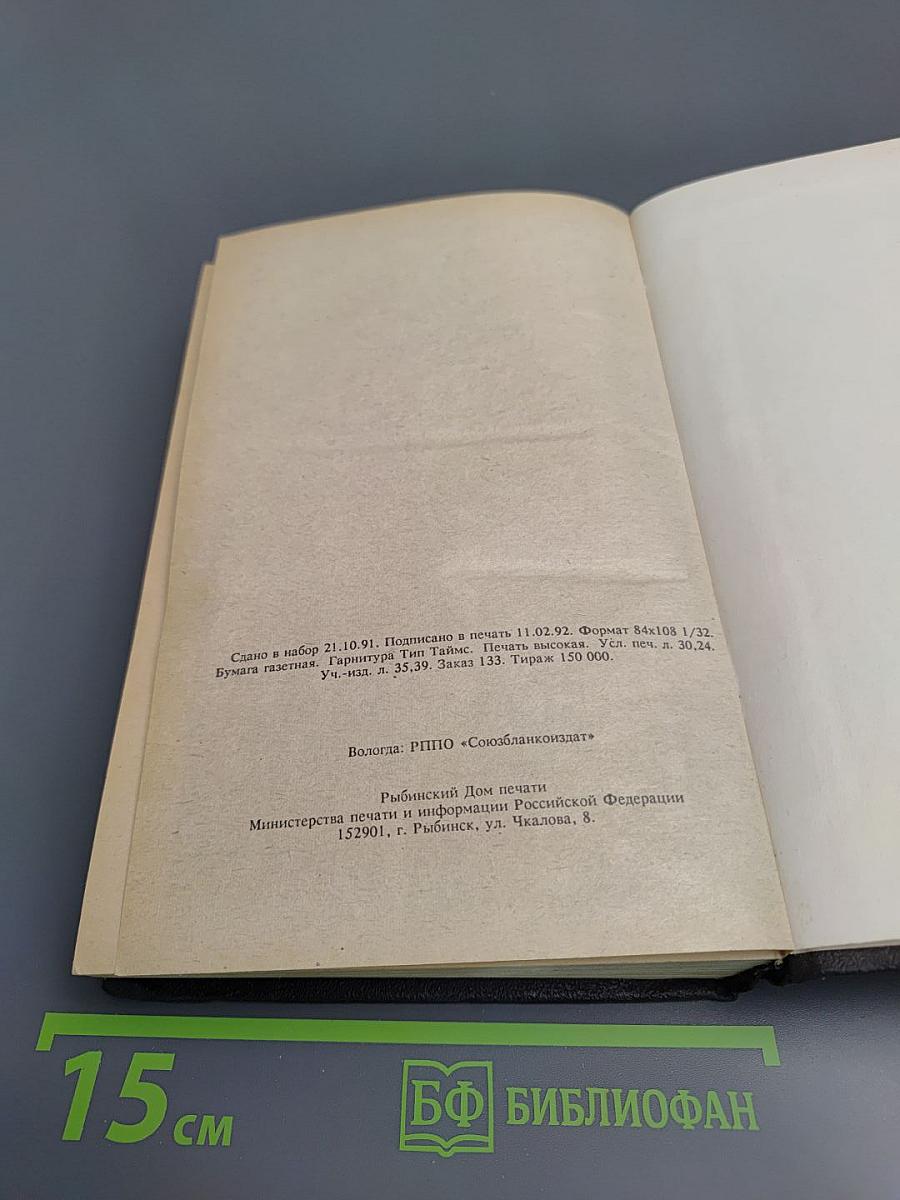 Сдано в набор 21.10.91. Подписано в печать 11.02.92. Формат 84х108 1/32.
Бумага газетная. Гарнитура Тип Таймс. Печать высокая. Усл. печ. л. 30,24.
Уч.-изд. л. 35,39. Заказ 133. Тираж 150 000.
Вологда: РППО «Союзбланкоиздат»
Рыбинский Дом печати
Министерства печати и информации Российской Федерации
152901, г. Рыбинск, ул. Чкалова, 8.
15 см
БФ БИБЛИОФАН